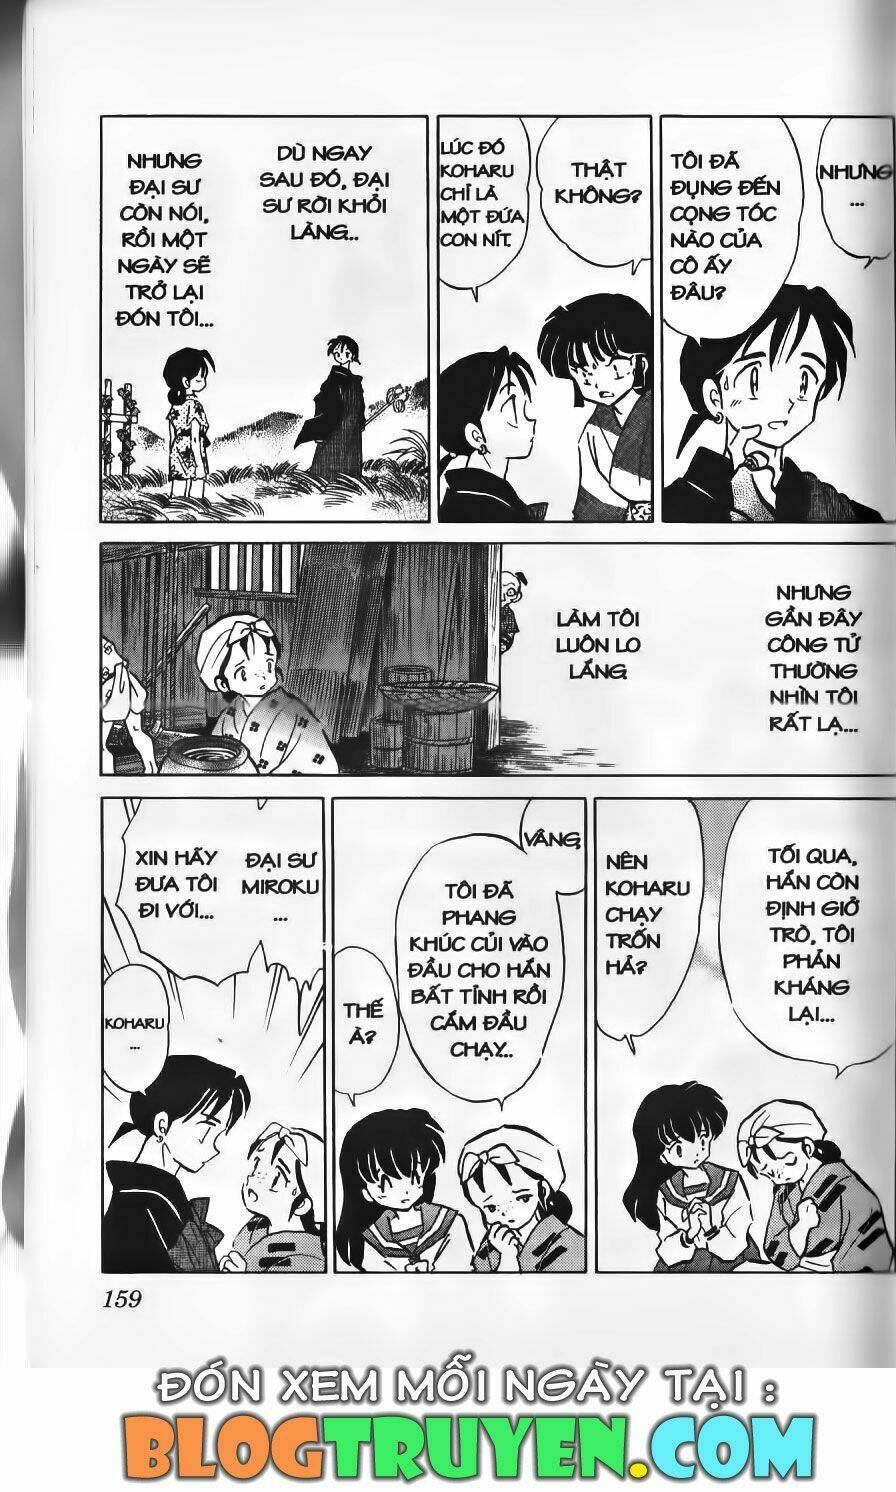 NHƯNG
...
TÔI ĐÃ
ĐỤNG ĐẾN
CỌNG TÓC
NÀO CỦA
CÔ ẤY
ĐÂU?
THẬT
KHÔNG?
LÚC ĐÓ
KOHARU
CHỈ LÀ
MỘT ĐỨA
CON NÍT.
DÙ NGAY
SAU ĐÓ, ĐẠI
SƯ RỜI KHỎI
LÀNG...
NHƯNG
ĐẠI SƯ
CÒN NÓI,
RỒI MỘT
NGÀY SẼ
TRỞ LẠI
ĐÓN TÔI...
NHƯNG
GẦN ĐÂY
CÔNG TỬ
THƯỜNG
NHÌN TÔI
RẤT LẠ...
LÀM TÔI
LUÔN LO
LẮNG.
TỐI QUA,
HẮN CÒN
ĐỊNH GIỞ
TRÒ, TÔI
PHẢN
KHÁNG
LẠI...
NÊN
KOHARU
CHẠY
TRỐN
HẢ?
VÂNG,
TÔI ĐÃ
PHANG
KHÚC CỦI VÀO
ĐẦU CHO HẮN
BẤT TỈNH RỒI
CẮM ĐẦU
CHẠY...
THẾ
À?
ĐẠI SƯ
MIROKU
...
XIN HÃY
ĐƯA TÔI
ĐI VỚI...
KOHARU
...
159
ĐÓN XEM MỖI NGÀY TẠI :
BLOGTRUYEN.COM